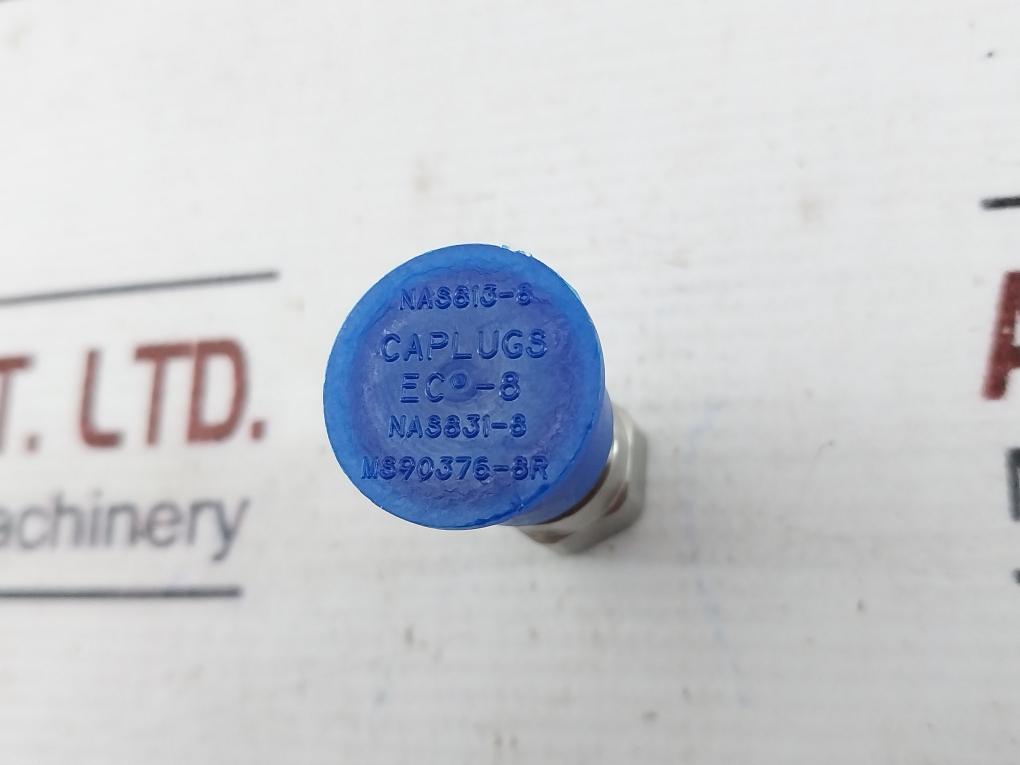 NAS813-8
CAPLUGS
EC®-8
NAS831-8
MS90376-8R
T. LTD.
achinery